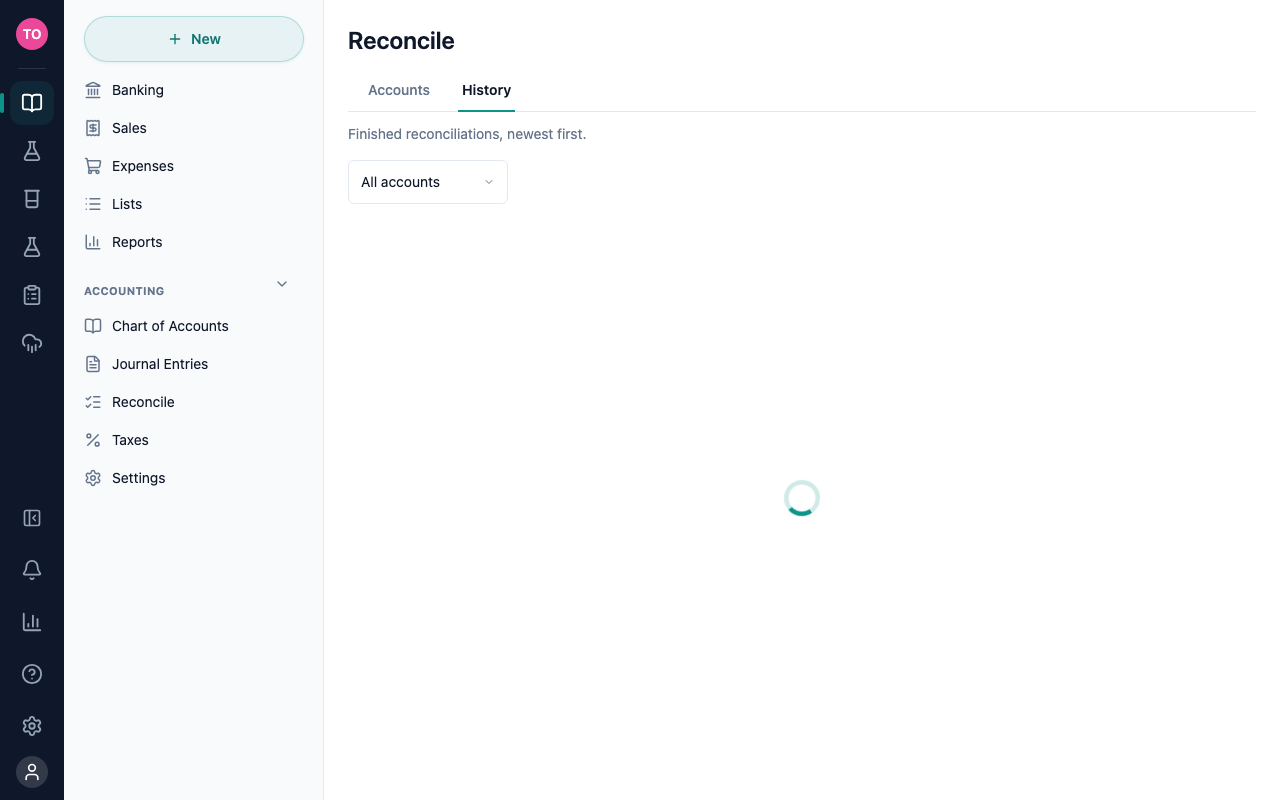 TO
New
Banking
Sales
Expenses
Lists
Reports
ACCOUNTING
Chart of Accounts
Journal Entries
Reconcile
Taxes
Settings
Reconcile
Accounts
History
Finished reconciliations, newest first.
All accounts